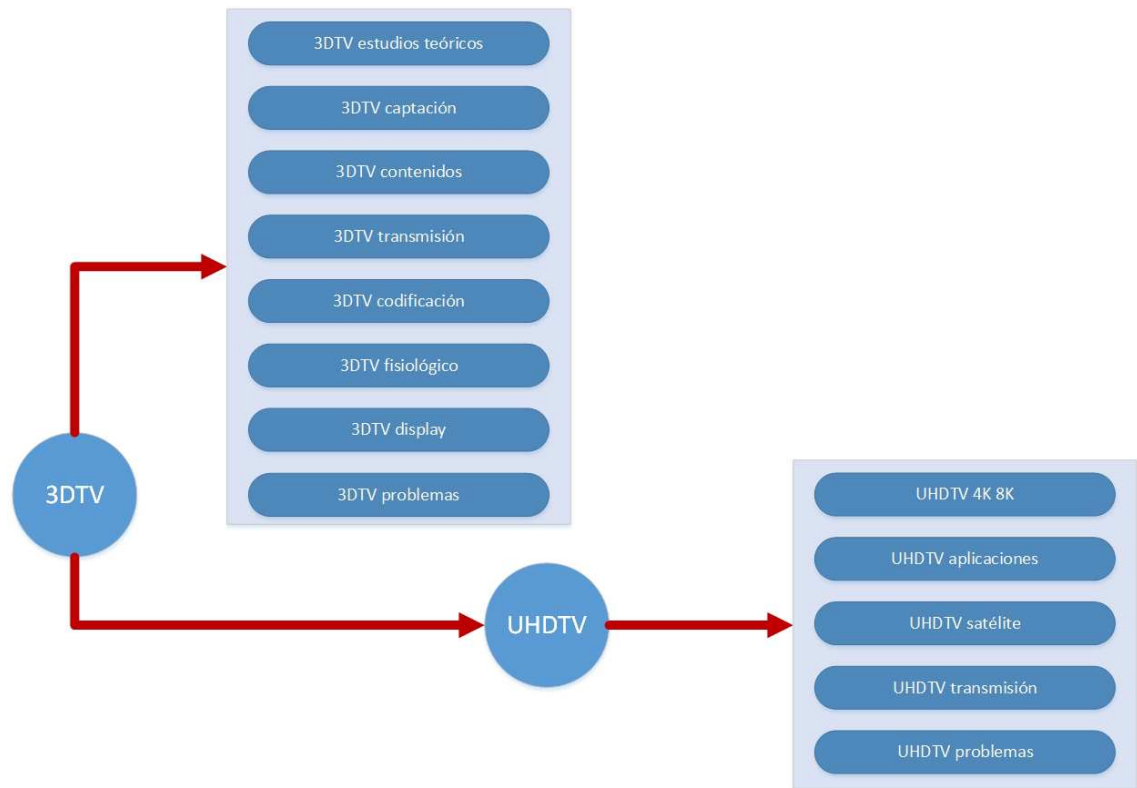 3DTV estudios teóricos
3DTV captación
3DTV contenidos
3DTV transmisión
3DTV codificación
3DTV fisiológico
3DTV display
3DTV problemas
3DTV
UHDTV
UHDTV 4K 8K
UHDTV aplicaciones
UHDTV satélite
UHDTV transmisión
UHDTV problemas